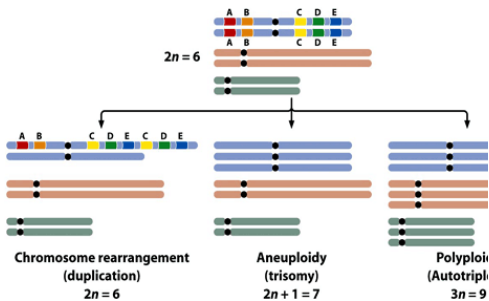 A B C D E
A B C D E
2n = 6
A B C D E C D E
Chromosome rearrangement
(duplication)
2n = 6
Aneuploidy
(trisomy)
2n + 1 = 7
3n = 9